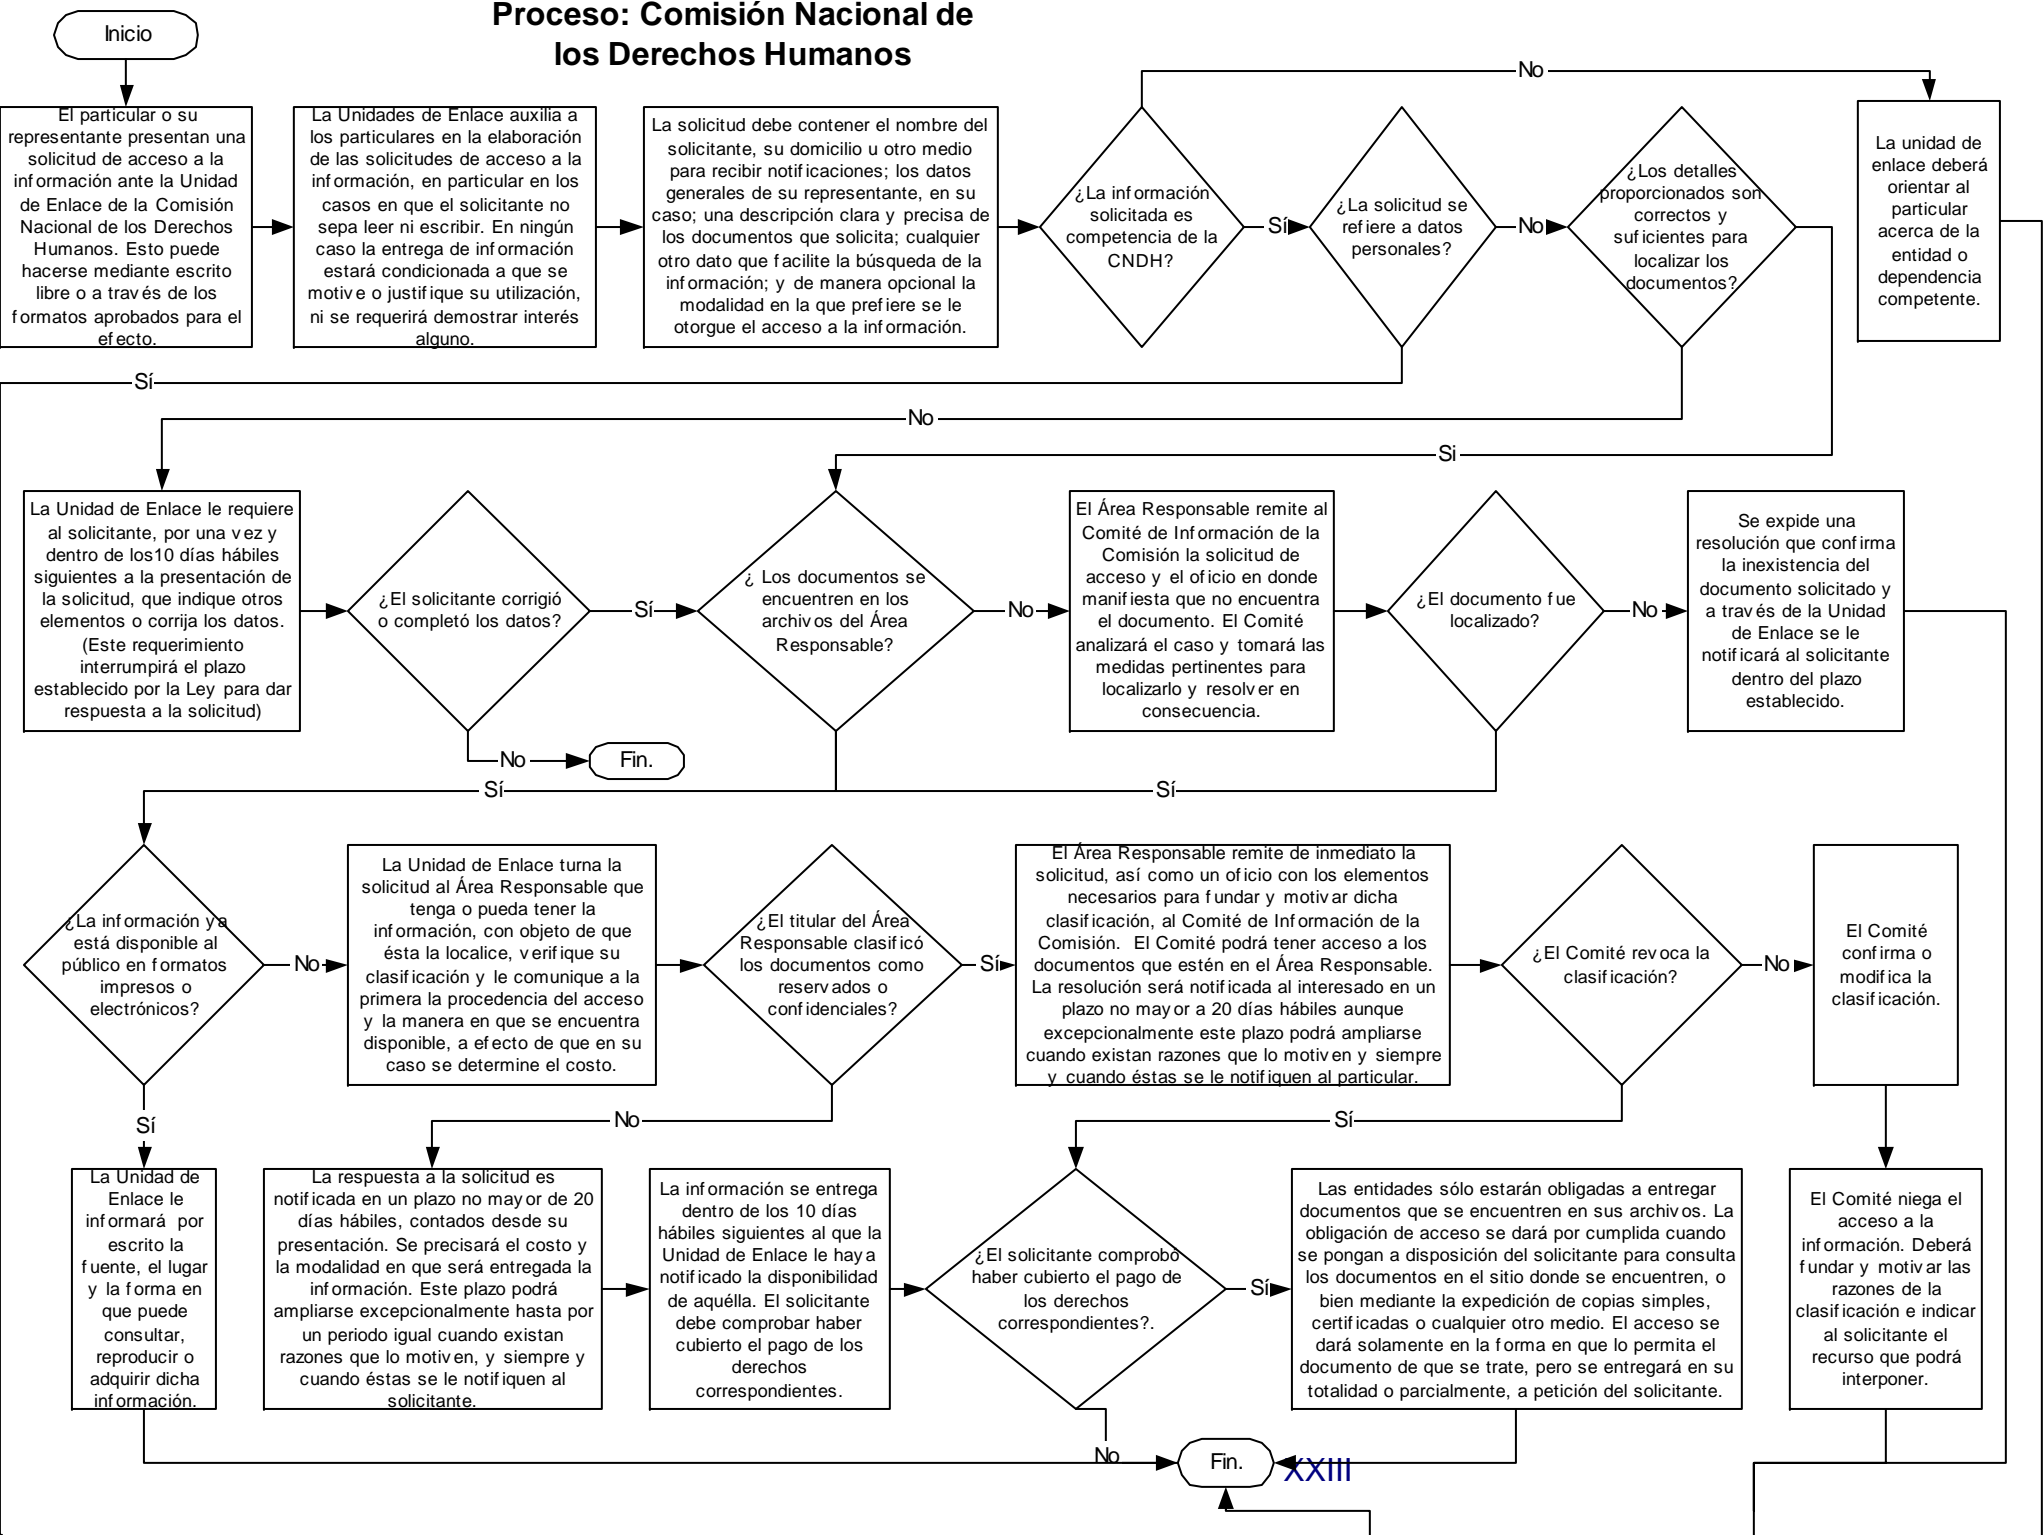 Proceso: Comisión Nacional de
los Derechos Humanos
Inicio
El particular o su
representante presentan una
solicitud de acceso a la
información ante la Unidad
de Enlace de la Comisión
Nacional de los Derechos
Humanos. Esto puede
hacerse mediante escrito
libre o a través de los
formatos aprobados para el
efecto.
La Unidades de Enlace auxilia a
los particulares en la elaboración
de las solicitudes de acceso a la
información, en particular en los
casos en que el solicitante no
sepa leer ni escribir. En ningún
caso la entrega de información
estará condicionada a que se
motive o justifique su utilización,
ni se requerirá demostrar interés
alguno.
La solicitud debe contener el nombre del
solicitante, su domicilio u otro medio
para recibir notificaciones; los datos
generales de su representante, en su
caso; una descripción clara y precisa de
los documentos que solicita; cualquier
otro dato que facilite la búsqueda de la
información; y de manera opcional la
modalidad en la que prefiere se le
otorgue el acceso a la información.
¿La información
solicitada es
competencia de la
CNDH?
No
Sí
¿La solicitud se
refiere a datos
personales?
No
¿Los detalles
proporcionados son
correctos y
suficientes para
localizar los
documentos?
La unidad de
enlace deberá
orientar al
particular
acerca de la
entidad o
dependencia
competente.
Sí
No
Si
La Unidad de Enlace le requiere
al solicitante, por una vez y
dentro de los10 días hábiles
siguientes a la presentación de
la solicitud, que indique otros
elementos o corrija los datos.
(Este requerimiento
interrumpirá el plazo
establecido por la Ley para dar
respuesta a la solicitud)
¿El solicitante corrigió
o completó los datos?
Sí
No
Fin.
¿ Los documentos se
encuentren en los
archivos del Área
Responsable?
No
El Área Responsable remite al
Comité de Información de la
Comisión la solicitud de
acceso y el oficio en donde
manifiesta que no encuentra
el documento. El Comité
analizará el caso y tomará las
medidas pertinentes para
localizarlo y resolver en
consecuencia.
¿El documento fue
localizado?
No
Se expide una
resolución que confirma
la inexistencia del
documento solicitado y
a través de la Unidad
de Enlace se le
notificará al solicitante
dentro del plazo
establecido.
Sí
Sí
¿La información ya
está disponible al
público en formatos
impresos o
electrónicos?
No
La Unidad de Enlace turna la
solicitud al Área Responsable que
tenga o pueda tener la
información, con objeto de que
ésta la localice, verifique su
clasificación y le comunique a la
primera la procedencia del acceso
y la manera en que se encuentra
disponible, a efecto de que en su
caso se determine el costo.
¿El titular del Área
Responsable clasificó
los documentos como
reservados o
confidenciales?
Sí
El Área Responsable remite de inmediato la
solicitud, así como un oficio con los elementos
necesarios para fundar y motivar dicha
clasificación, al Comité de Información de la
Comisión. El Comité podrá tener acceso a los
documentos que estén en el Área Responsable.
La resolución será notificada al interesado en un
plazo no mayor a 20 días hábiles aunque
excepcionalmente este plazo podrá ampliarse
cuando existan razones que lo motiven y siempre
y cuando éstas se le notifiquen al particular.
¿El Comité revoca la
clasificación?
No
El Comité
confirma o
modifica la
clasificación.
Sí
No
Sí
La Unidad de
Enlace le
informará por
escrito la
fuente, el lugar
y la forma en
que puede
consultar,
reproducir o
adquirir dicha
información.
La respuesta a la solicitud es
notificada en un plazo no mayor de 20
días hábiles, contados desde su
presentación. Se precisará el costo y
la modalidad en que será entregada la
información. Este plazo podrá
ampliarse excepcionalmente hasta por
un periodo igual cuando existan
razones que lo motiven, y siempre y
cuando éstas se le notifiquen al
solicitante.
La información se entrega
dentro de los 10 días
hábiles siguientes al que la
Unidad de Enlace le haya
notificado la disponibilidad
de aquélla. El solicitante
debe comprobar haber
cubierto el pago de los
derechos
correspondientes.
¿El solicitante comprobó
haber cubierto el pago de
los derechos
correspondientes?.
Sí
Las entidades sólo estarán obligadas a entregar
documentos que se encuentren en sus archivos. La
obligación de acceso se dará por cumplida cuando
se pongan a disposición del solicitante para consulta
los documentos en el sitio donde se encuentren, o
bien mediante la expedición de copias simples,
certificadas o cualquier otro medio. El acceso se
dará solamente en la forma en que lo permita el
documento de que se trate, pero se entregará en su
totalidad o parcialmente, a petición del solicitante.
El Comité niega el
acceso a la
información. Deberá
fundar y motivar las
razones de la
clasificación e indicar
al solicitante el
recurso que podrá
interponer.
No
Fin.
XXIII